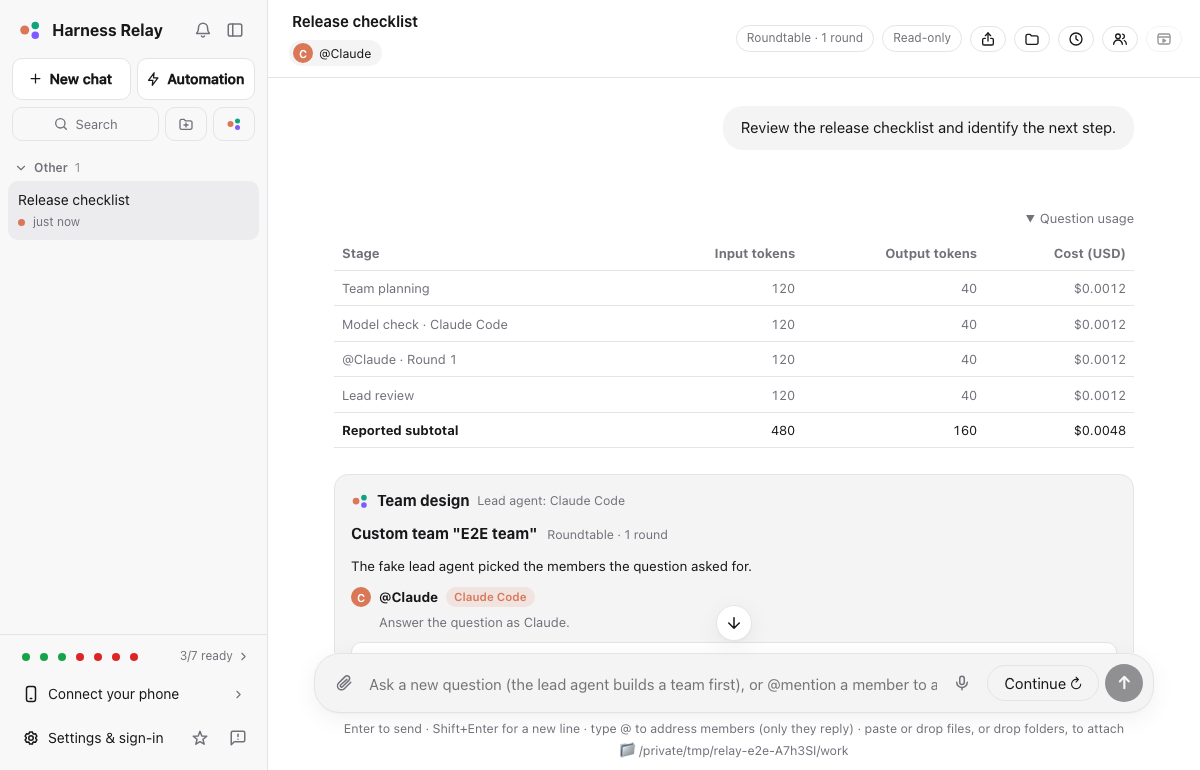 Harness Relay
New chat
Automation
Search
Other 1
Release checklist
just now
3/7 ready
Connect your phone
Settings & sign-in
Release checklist
C @Claude
Roundtable · 1 round
Read-only
Review the release checklist and identify the next step.
▼ Question usage
Stage Input tokens Output tokens Cost (USD)
Team planning 120 40 $0.0012
Model check · Claude Code 120 40 $0.0012
@Claude · Round 1 120 40 $0.0012
Lead review 120 40 $0.0012
Reported subtotal 480 160 $0.0048
Team design Lead agent: Claude Code
Custom team "E2E team" Roundtable · 1 round
The fake lead agent picked the members the question asked for.
C @Claude Claude Code
Answer the question as Claude.
Ask a new question (the lead agent builds a team first), or @mention a member to a
Continue
Enter to send · Shift+Enter for a new line · type @ to address members (only they reply) · paste or drop files, or drop folders, to attach
/private/tmp/relay-e2e-A7h3SI/work